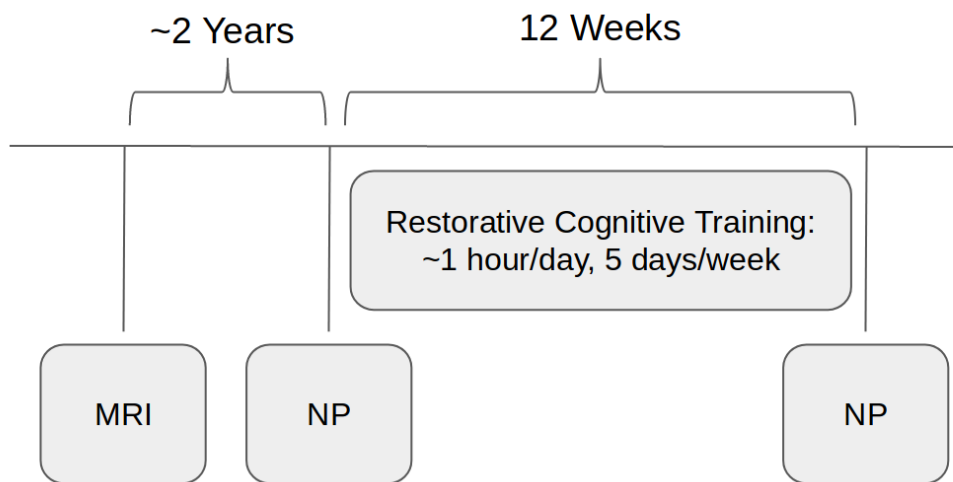 ~2 Years
12 Weeks
Restorative Cognitive Training:
~1 hour/day, 5 days/week
MRI
NP
NP